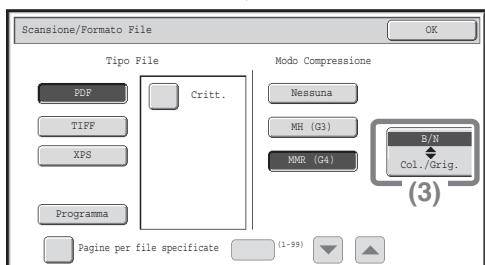 Scansione/Formato File
OK
Tipo File
Modo Compressione
PDF
Critt.
Nessuna
TIFF
MH (G3)
B/N
XPS
MMR (G4)
Col./Grig.
(3)
Programma
Pagine per file specificate
(1-99)